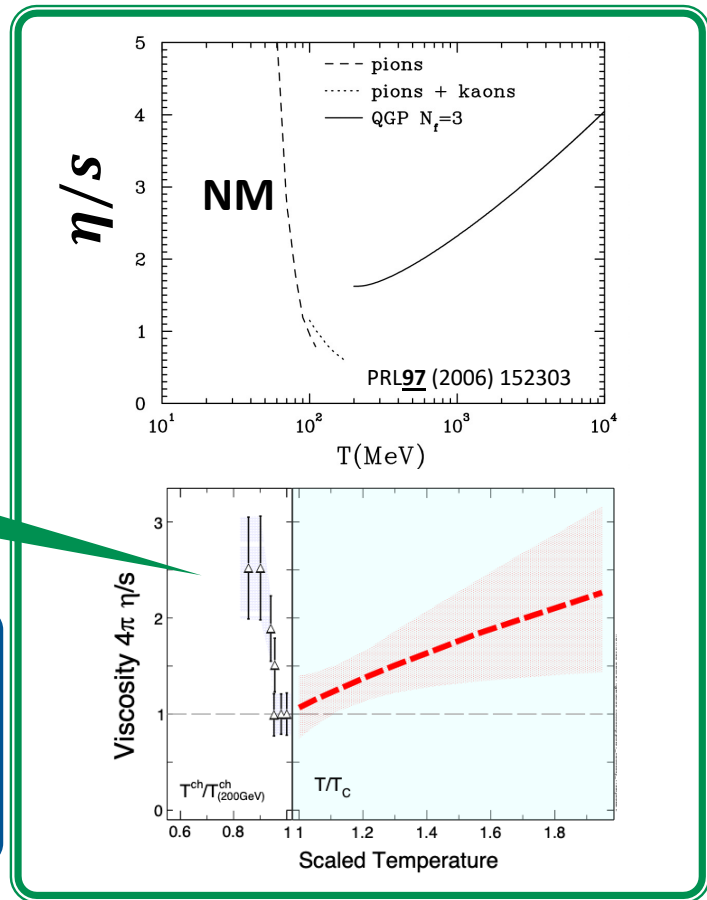 5
4
3
2
1
0
η/s
pions
pions + kaons
QGP N_f=3
NM
PRL97 (2006) 152303
10^1
10^2
10^3
10^4
T(MeV)
3
2
1
0
Viscosity 4π η/s
T^ch/T^ch_(200GeV)
T/T_C
0.6 0.8 1 1 1.2 1.4 1.6 1.8
Scaled Temperature